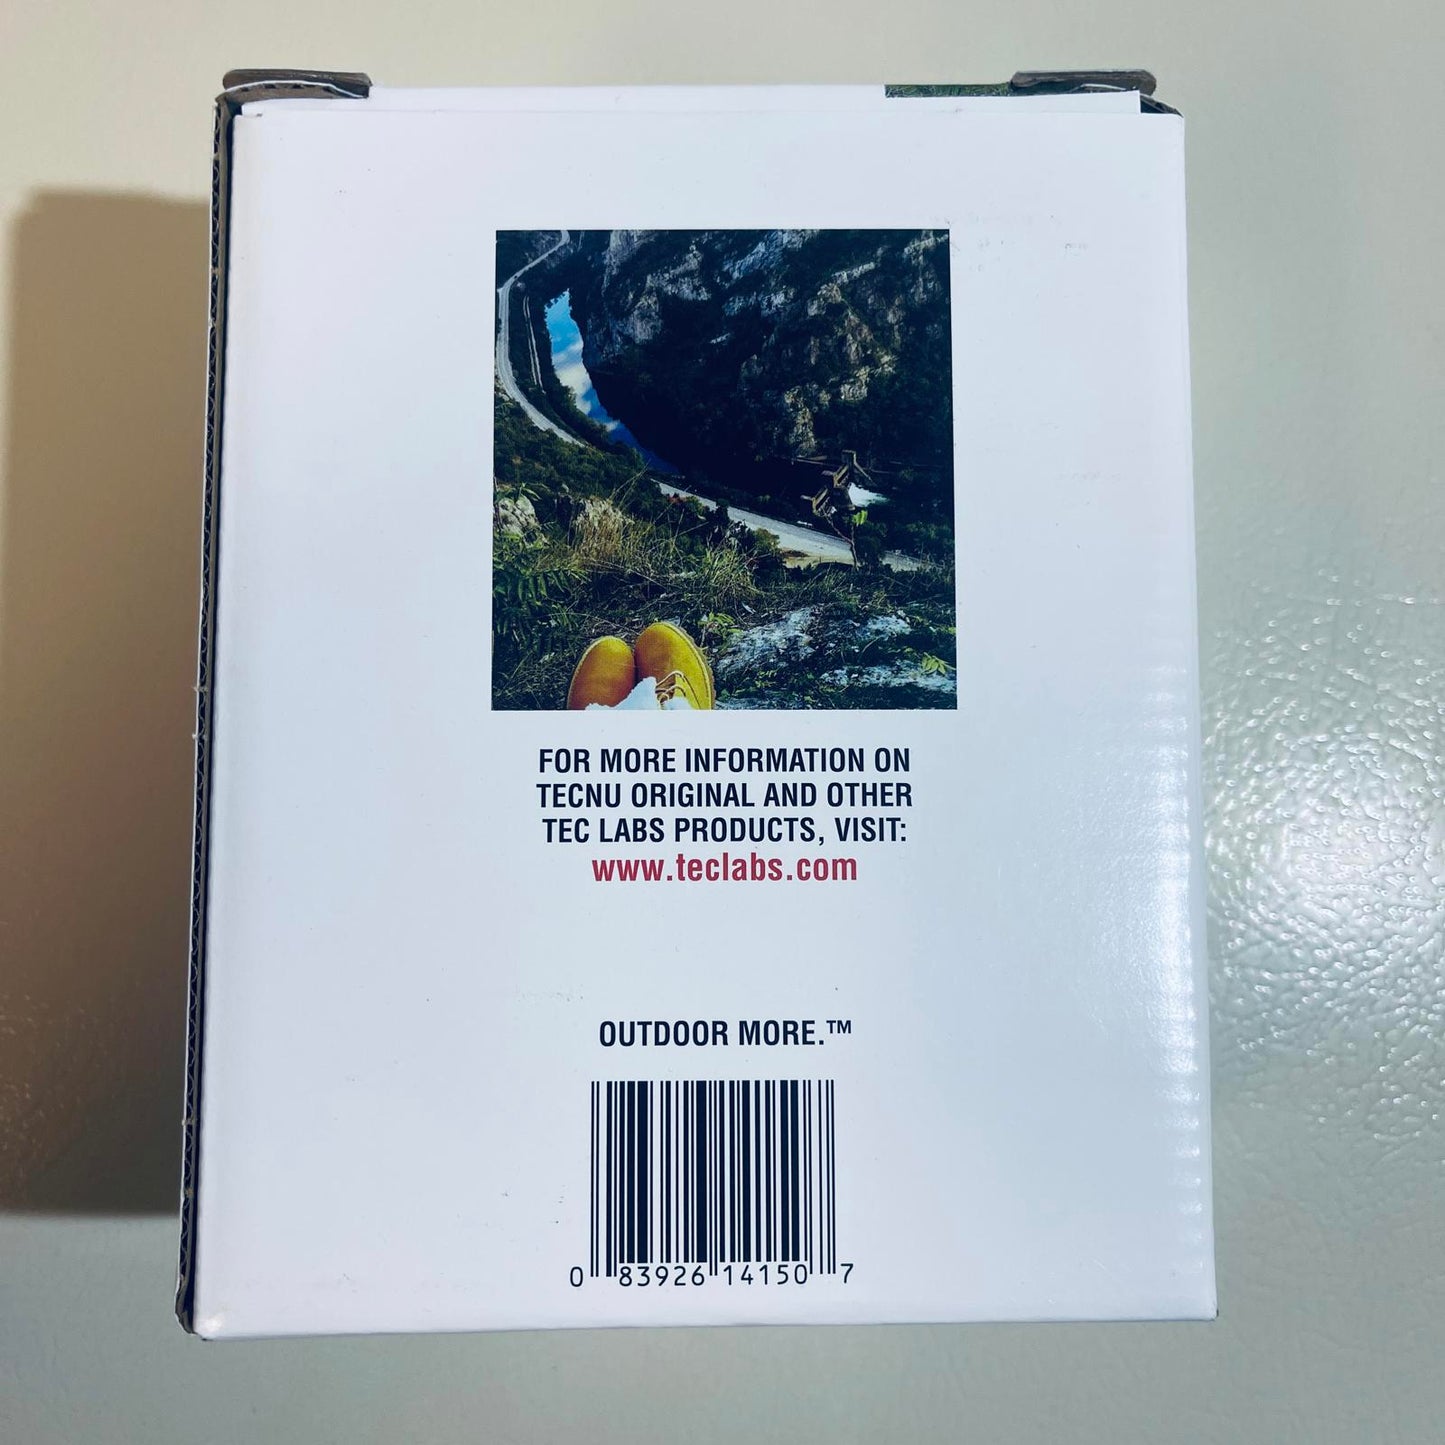 FOR MORE INFORMATION ON
TECNU ORIGINAL AND OTHER
TEC LABS PRODUCTS, VISIT:
www.teclabs.com
OUTDOOR MORE.™
0 83926 14150 7